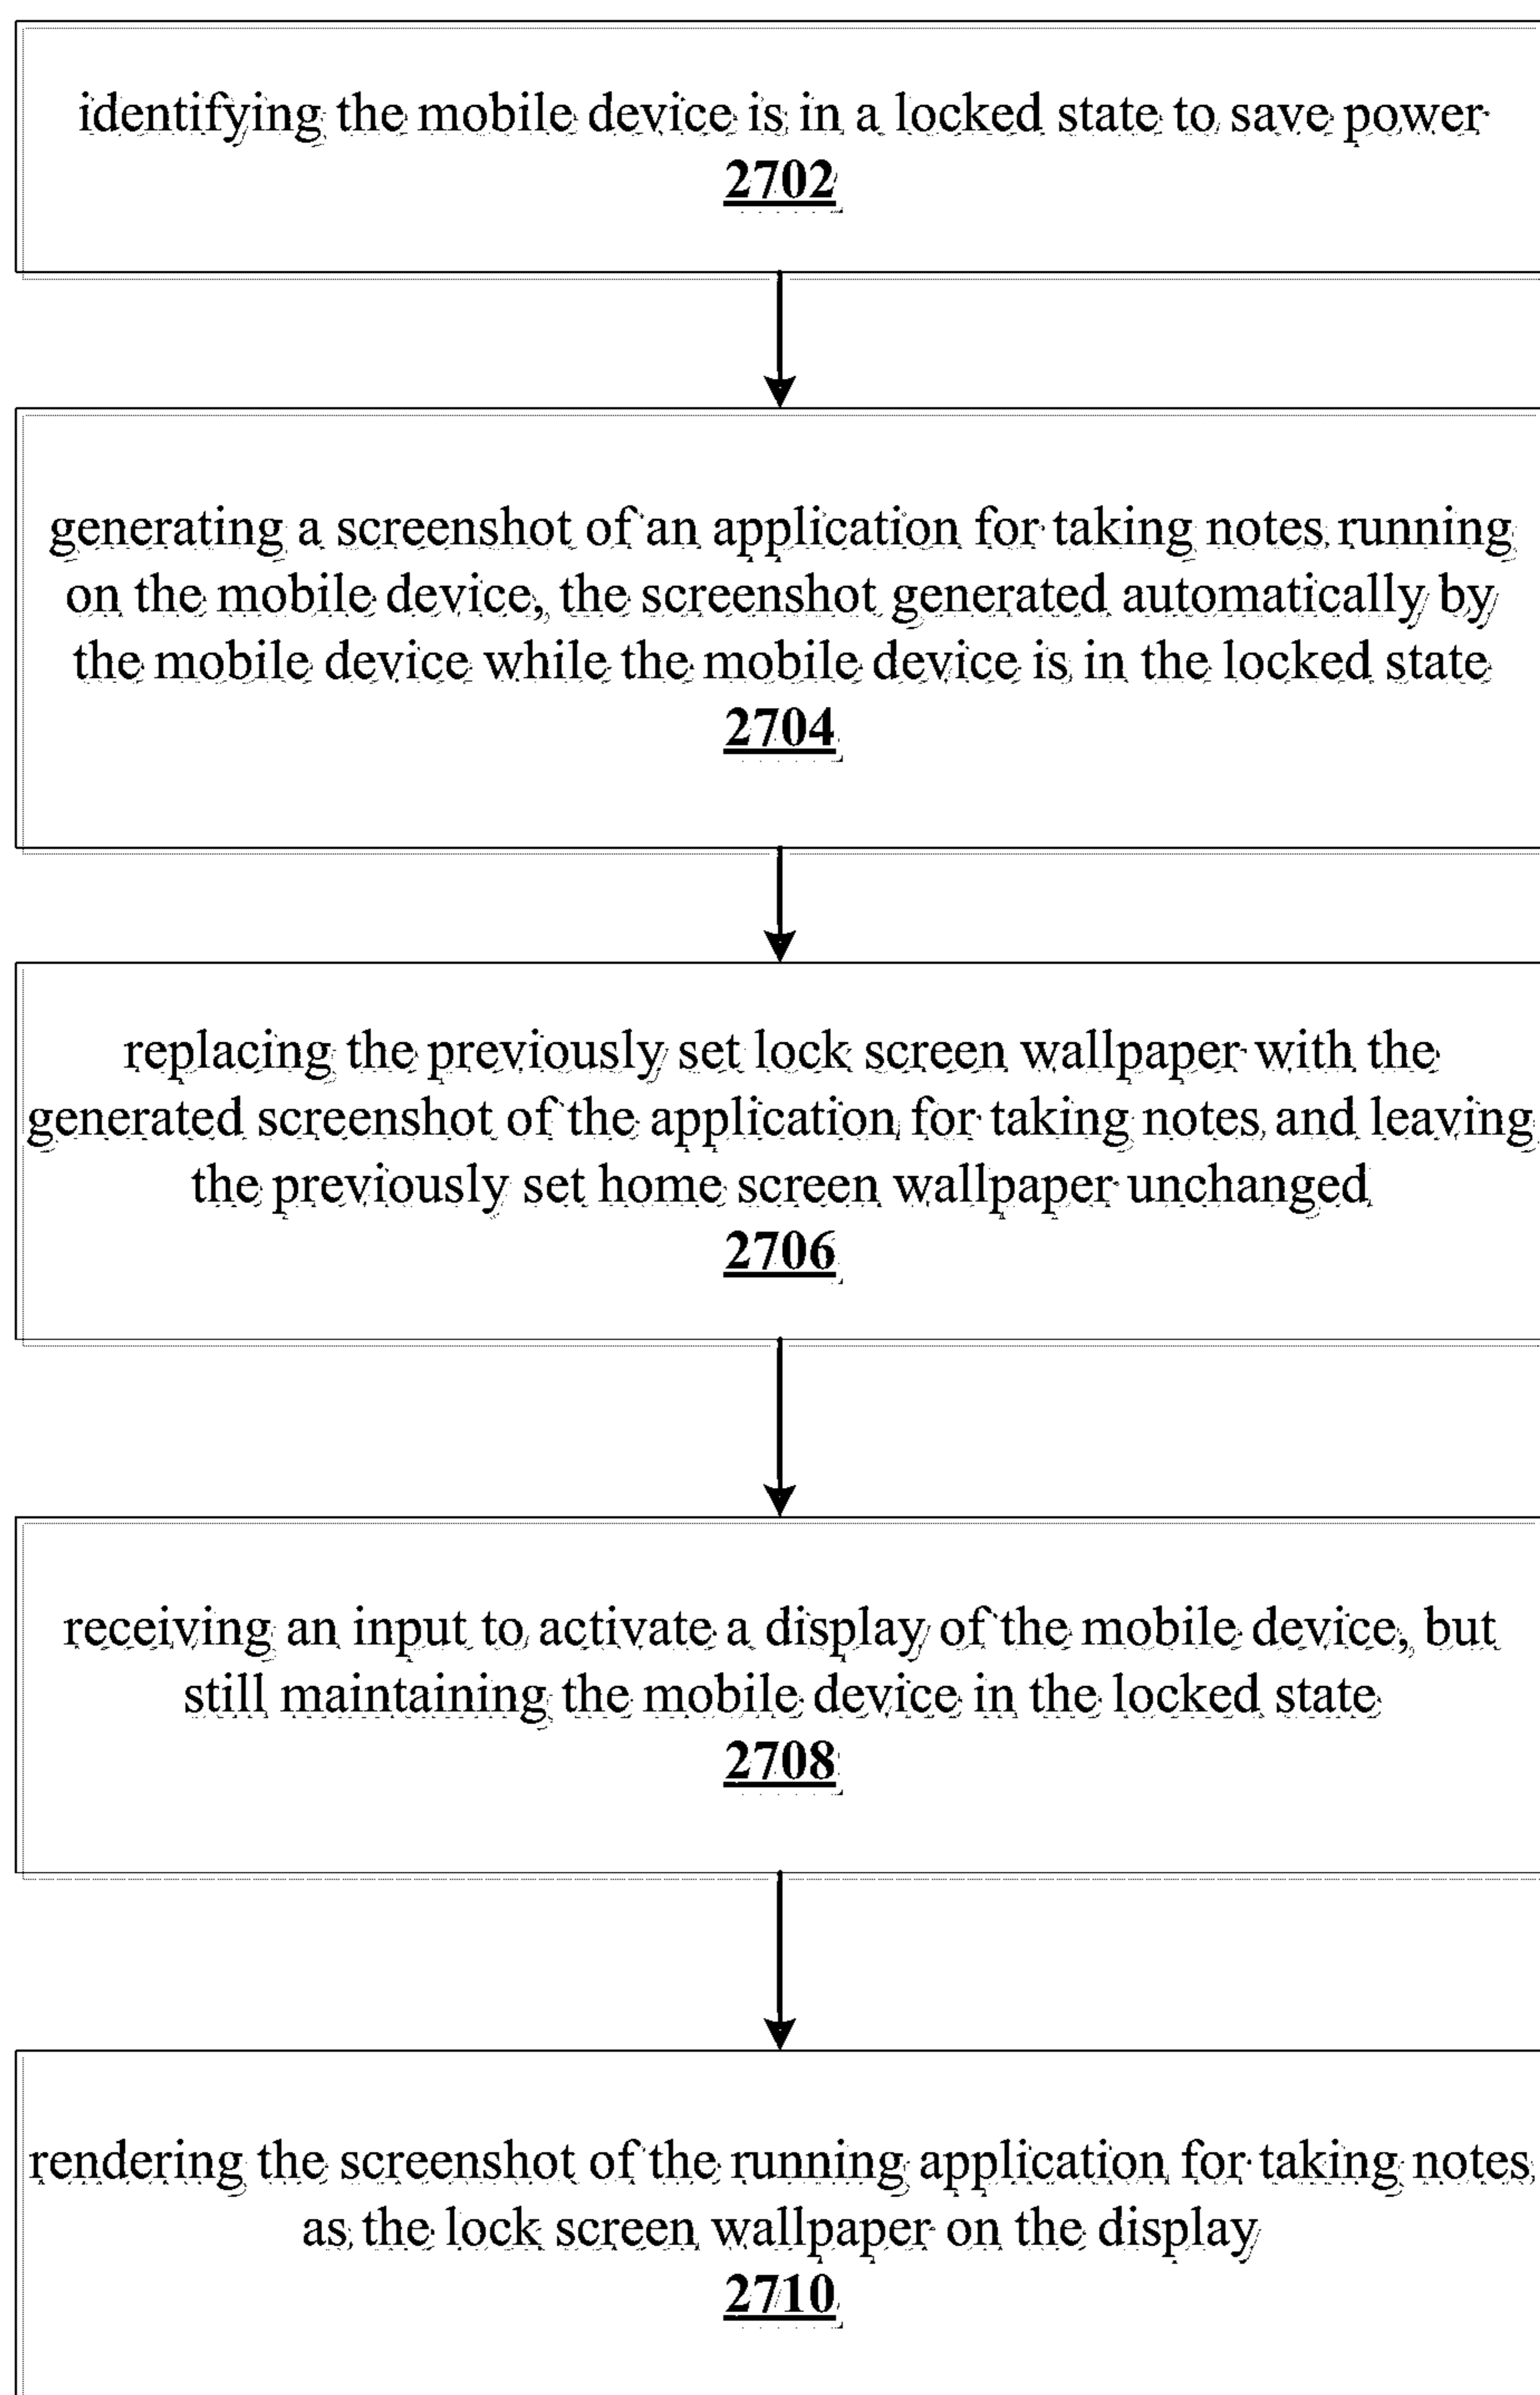 identifying the mobile device is in a locked state to save power
2702
generating a screenshot of an application for taking notes running
on the mobile device, the screenshot generated automatically by
the mobile device while the mobile device is in the locked state
2704
replacing the previously set lock screen wallpaper with the
generated screenshot of the application for taking notes and leaving
the previously set home screen wallpaper unchanged
2706
receiving an input to activate a display of the mobile device, but
still maintaining the mobile device in the locked state
2708
rendering the screenshot of the running application for taking notes
as the lock screen wallpaper on the display
2710